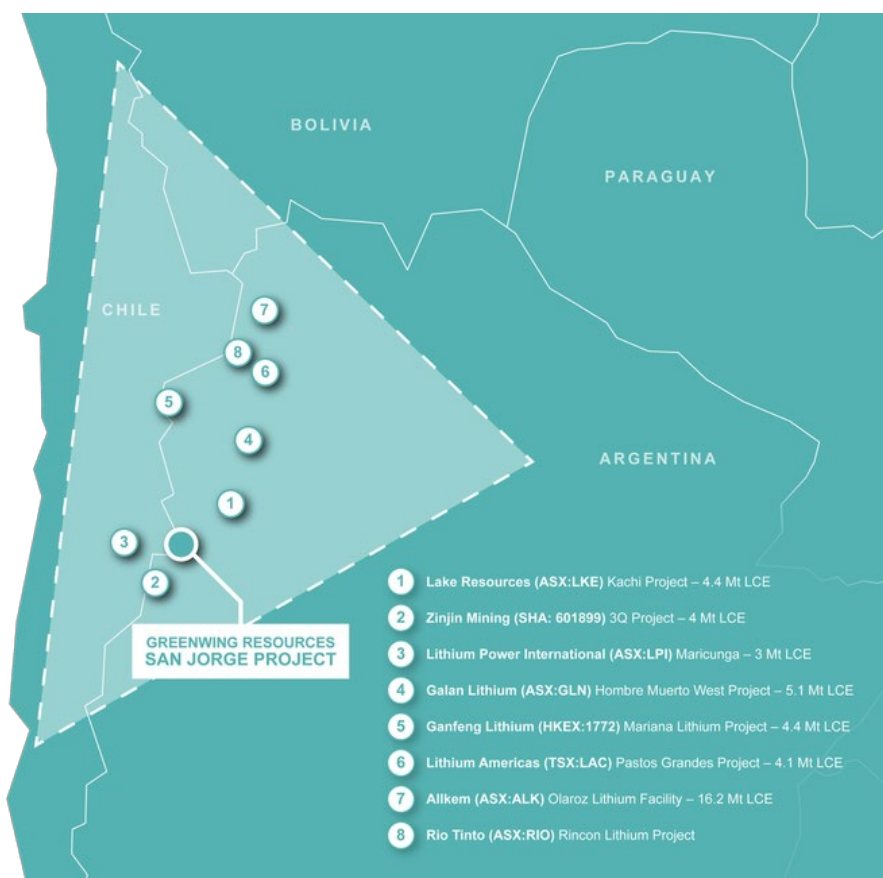 BOLIVIA
PARAGUAY
CHILE
7
8
6
5
4
ARGENTINA
1
3
2
GREENWING RESOURCES
SAN JORGE PROJECT
1 Lake Resources (ASX:LKE) Kachi Project – 4.4 Mt LCE
2 Zinjin Mining (SHA: 601899) 3Q Project – 4 Mt LCE
3 Lithium Power International (ASX:LPI) Maricunga – 3 Mt LCE
4 Galan Lithium (ASX:GLN) Hombre Muerto West Project – 5.1 Mt LCE
5 Ganfeng Lithium (HKEX:1772) Mariana Lithium Project – 4.4 Mt LCE
6 Lithium Americas (TSX:LAC) Pastos Grandes Project – 4.1 Mt LCE
7 Allkem (ASX:ALK) Olaroz Lithium Facility – 16.2 Mt LCE
8 Rio Tinto (ASX:RIO) Rincon Lithium Project